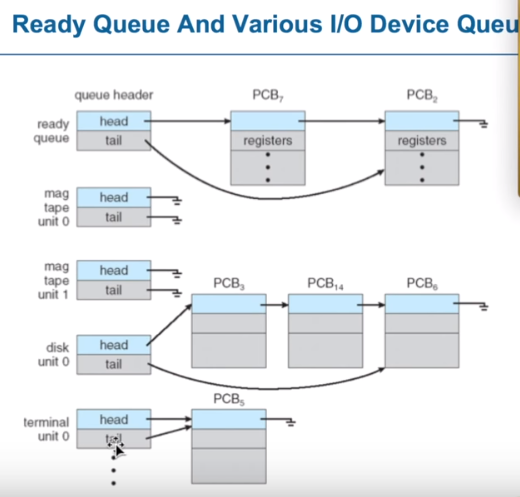 Ready Queue And Various I/O Device Queu
queue header
PCB₇
PCB₂
ready
queue
head
tail
registers
registers
mag
tape
unit 0
head
tail
mag
tape
unit 1
head
tail
PCB₃
PCB₁₄
PCB₆
disk
unit 0
head
tail
PCB₅
terminal
unit 0
head
tail